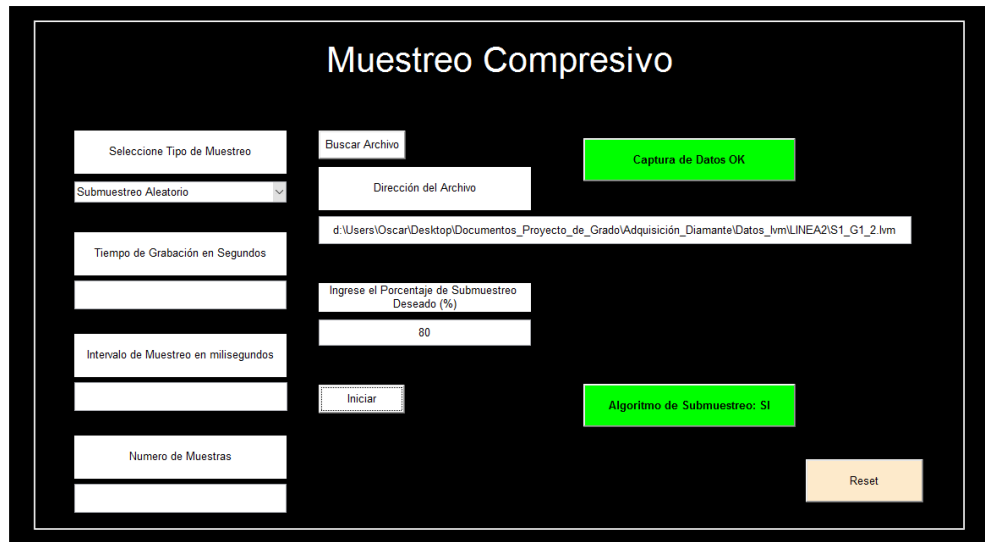 Muestreo Compresivo
Seleccione Tipo de Muestreo
Submuestreo Aleatorio
Tiempo de Grabación en Segundos
Intervalo de Muestreo en milisegundos
Numero de Muestras
Buscar Archivo
Dirección del Archivo
d:\Users\Oscar\Desktop\Documentos_Proyecto_de_Grado\Adquisición_Diamante\Datos_lvm\LINEA2\S1_G1_2.lvm
Ingrese el Porcentaje de Submuestreo
Deseado (%)
80
Iniciar
Captura de Datos OK
Algoritmo de Submuestreo: SI
Reset